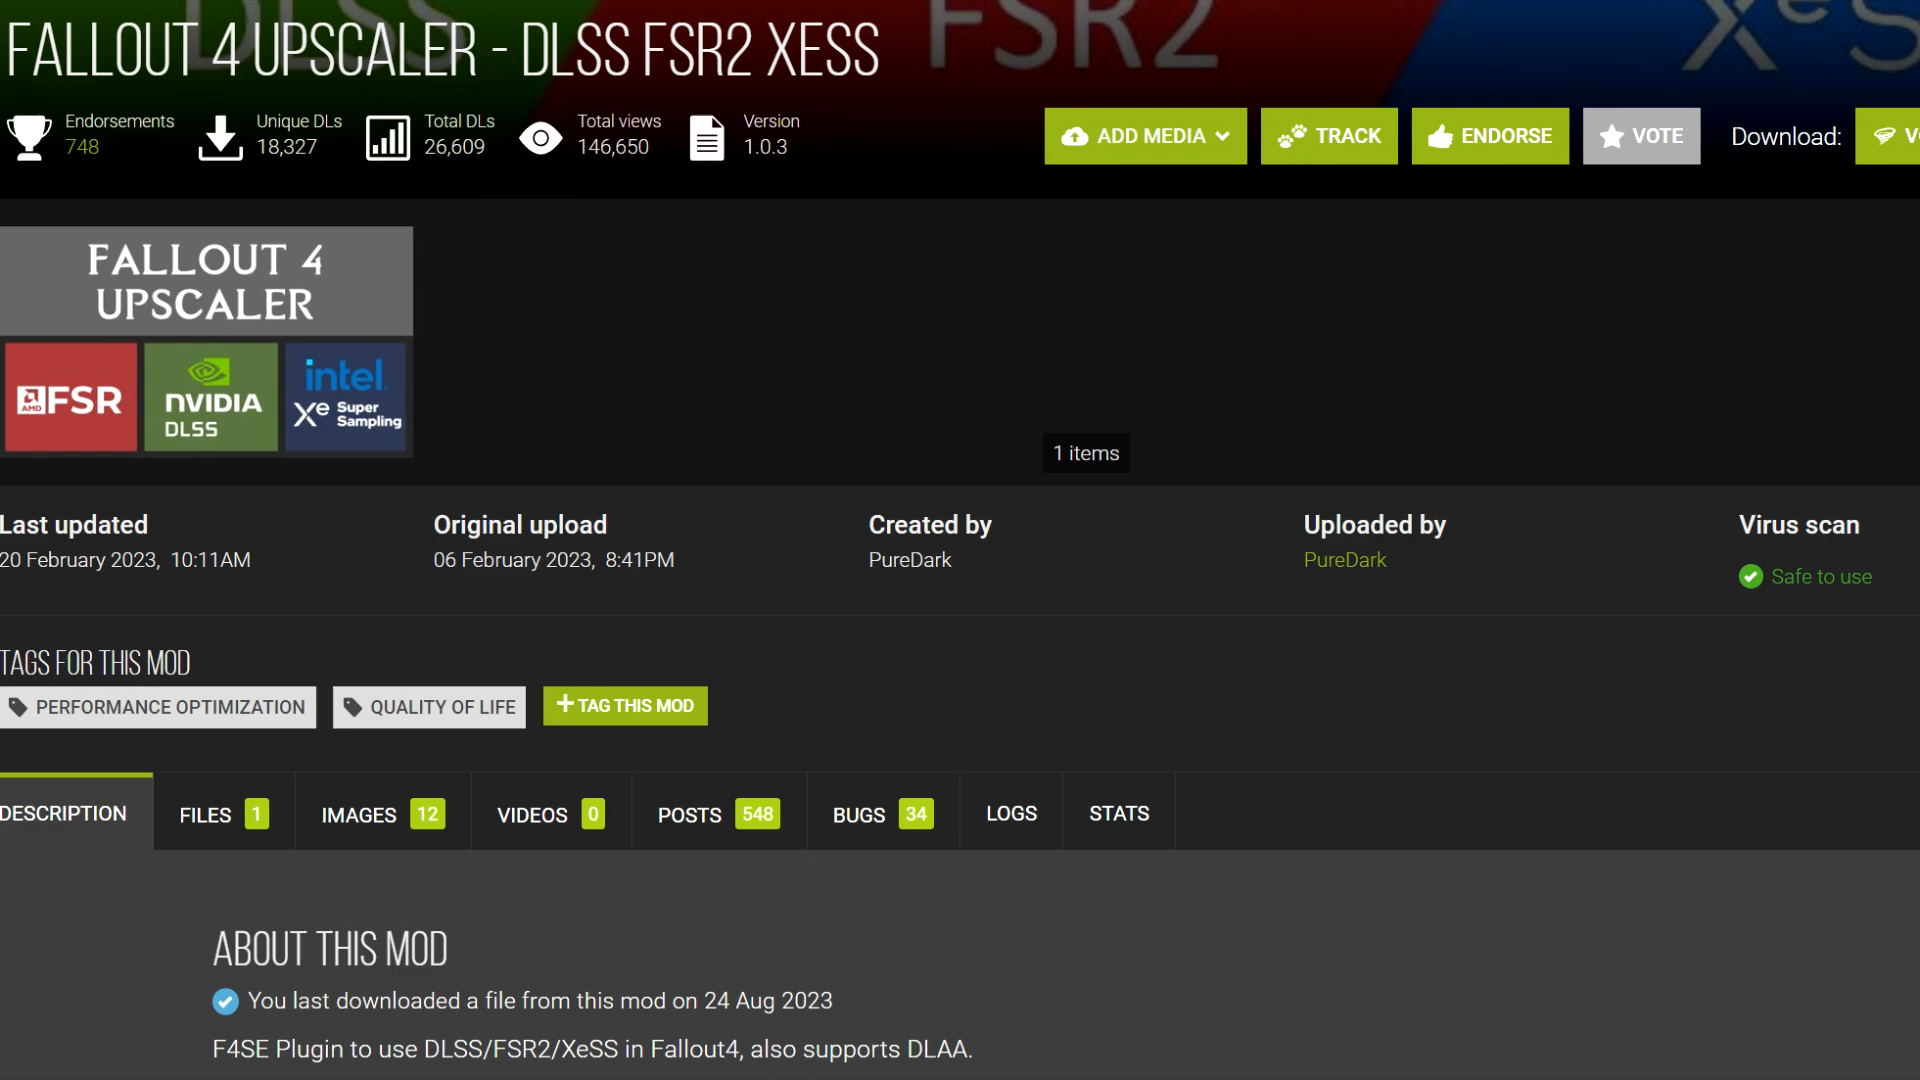 DLSS FSR2 XeS
FALLOUT 4 UPSCALER - DLSS FSR2 XESS
Endorsements
748
Unique DLs
18,327
Total DLs
26,609
Total views
146,650
Version
1.0.3
ADD MEDIA
TRACK
ENDORSE
VOTE
Download:
FALLOUT 4
UPSCALER
AMD FSR
NVIDIA
DLSS
intel.
Xe Super
Sampling
1 items
Last updated
20 February 2023, 10:11AM
Original upload
06 February 2023, 8:41PM
Created by
PureDark
Uploaded by
PureDark
Virus scan
Safe to use
TAGS FOR THIS MOD
PERFORMANCE OPTIMIZATION
QUALITY OF LIFE
TAG THIS MOD
DESCRIPTION
FILES 1
IMAGES 12
VIDEOS 0
POSTS 548
BUGS 34
LOGS
STATS
ABOUT THIS MOD
You last downloaded a file from this mod on 24 Aug 2023
F4SE Plugin to use DLSS/FSR2/XeSS in Fallout4, also supports DLAA.